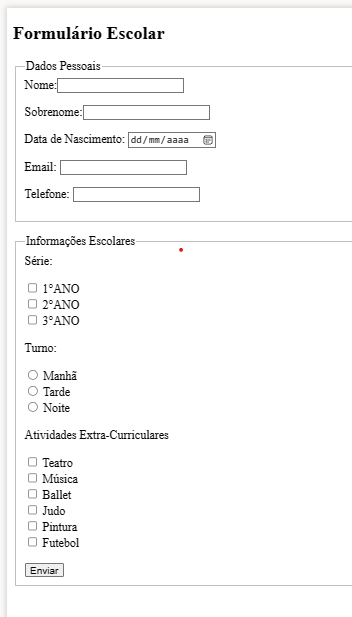 Formulário Escolar
Dados Pessoais
Nome:
Sobrenome:
Data de Nascimento: dd/mm/aaaa
Email:
Telefone:
Informações Escolares
Série:
1°ANO
2°ANO
3°ANO
Turno:
Manhã
Tarde
Noite
Atividades Extra-Curriculares
Teatro
Música
Ballet
Judo
Pintura
Futebol
Enviar